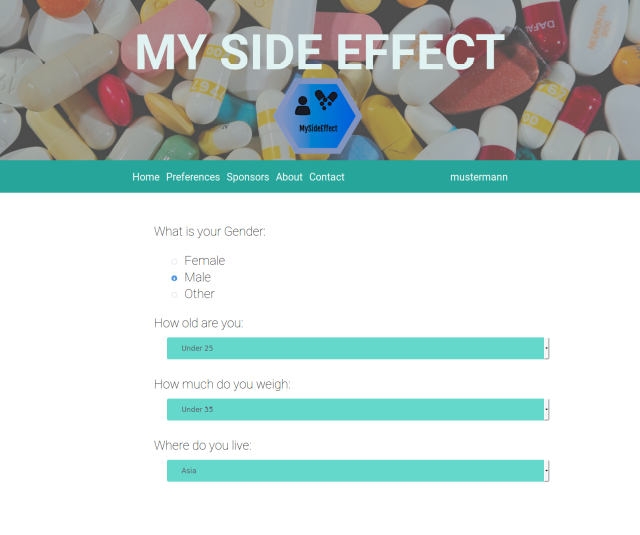 MY SIDE EFFECT
MySideEffect
Home Preferences Sponsors About Contact mustermann
What is your Gender:
Female
Male
Other
How old are you:
Under 25
How much do you weigh:
Under 35
Where do you live:
Asia